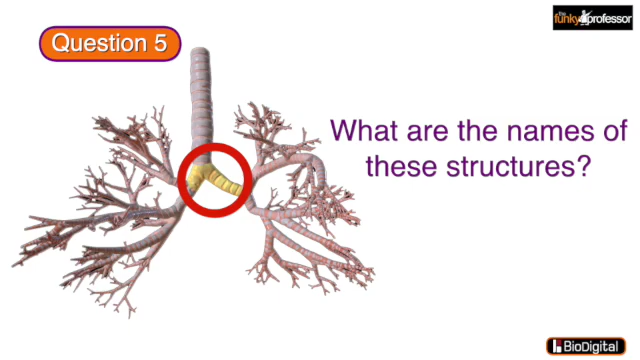 the
funky professor
Question 5
What are the names of
these structures?
BioDigital